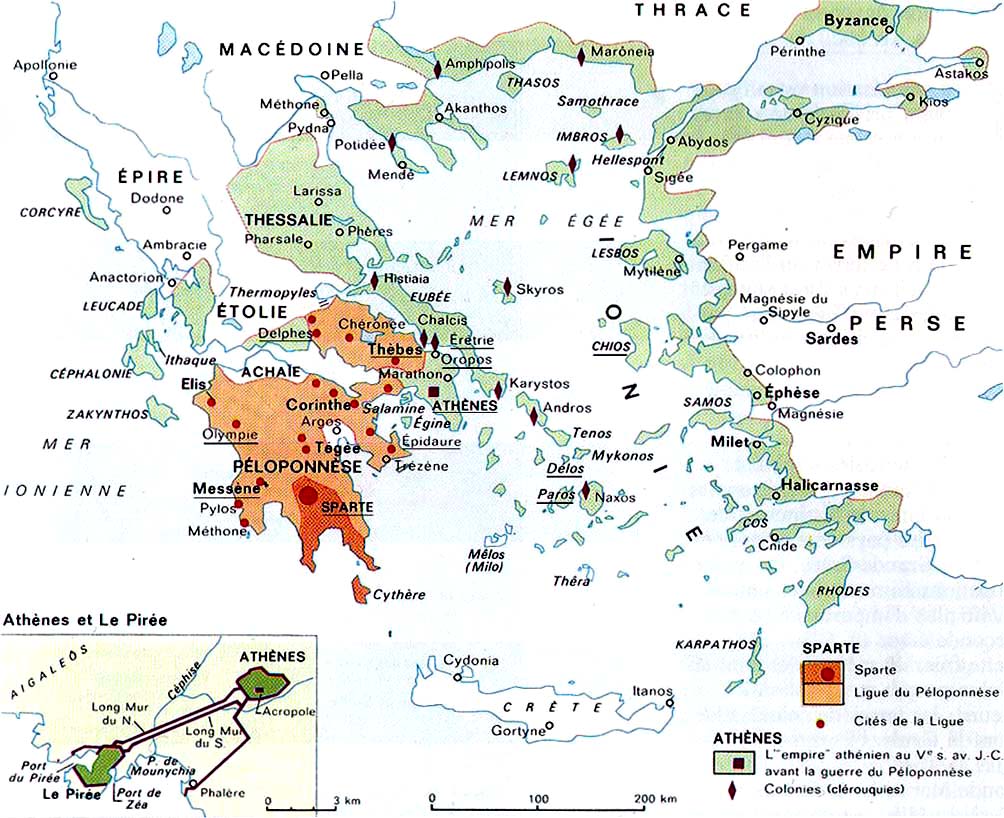 THRACE
Byzance
MACÉDOINE
Périnthe
Maróneia
Apollonie
Pella
Amphipolis
Astakos
THASOS
Méthone
Akanthos
Samothrace
Kios
Pydna
Cyzique
Potidée
IMBROS
Abydos
Mendé
Hellespont
LEMNOS
Sigée
ÉPIRE
Larissa
Dodone
CORCYRE
THESSALIE
MER ÉGÉE
Phères
Pharsale
Ambracie
LESBOS
Pergame
EMPIRE
Mytilène
Anactorion
Histiaia
Thermopyles
EUBÉE
Skyros
LEUCADE
Magnésie du
Sipyle
ÉTOLIE
Chalcis
PERSE
Delphes
Chéronée
Sardes
Érétrie
CHIOS
Thèbes
Oropos
Ithaque
CÉPHALONIE
ACHAÏE
Marathon
Colophon
Elis
Karystos
Éphèse
ATHÈNES
SAMOS
Corinthe
Salamine
Andros
Magnésie
ZAKYNTHOS
Argos
Égine
Olympie
Tenos
MER
Tégée
Épidaure
Milet
Mykonos
PÉLOPONNÈSE
Trézène
Délos
IONIENNE
Messène
Paros
Naxos
Halicarnasse
Pylos
SPARTE
Méthone
COS
Cnide
IONIE
Mêlos
(Milo)
Thêra
Cythère
RHODES
KARPATHOS
Cydonia
Itanos
CRÈTE
Gortyne
0 100 200 km
Athènes et Le Pirée
AIGALEÔS
ATHÈNES
Céphise
Long Mur
du N.
Acropole
Long Mur
du S.
Port
du Pirée
P. de
Mounychia
Le Pirée
Port de
Zéa
Phalère
0 3 km
SPARTE
Sparte
Ligue du Péloponnèse
Cités de la Ligue
ATHÈNES
L'"empire" athénien au Ve s. av. J.-C.
avant la guerre du Péloponnèse
Colonies (clérouquies)